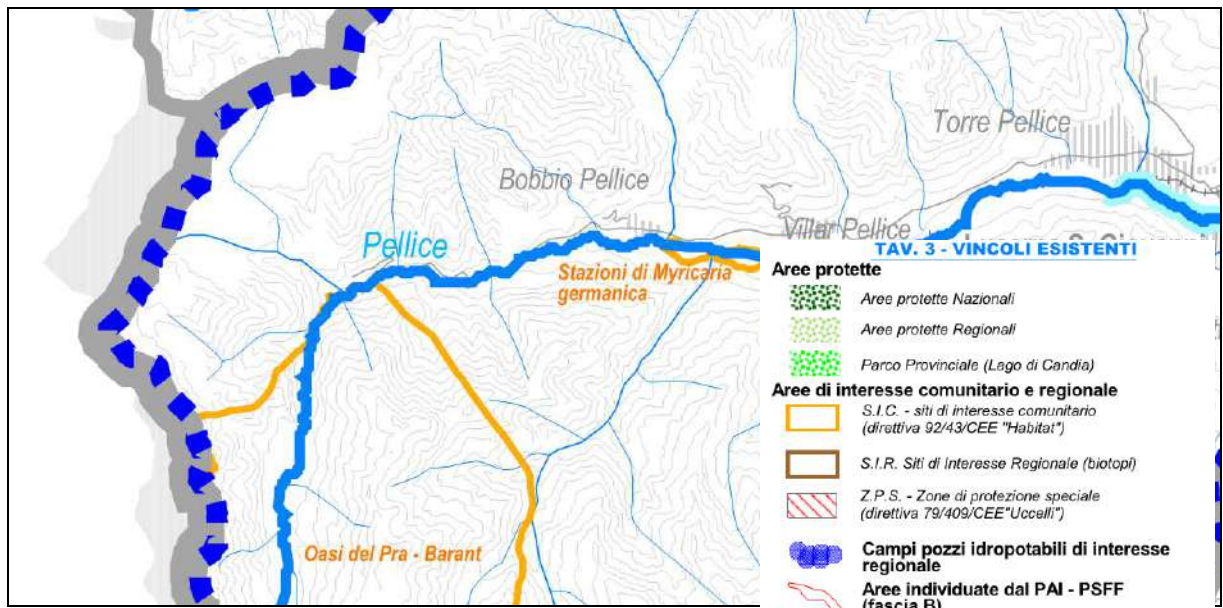 Torre Pellice
Bobbio Pellice
Villar Pellice
Pellice
Stazioni di Myricaria
germanica
Oasi del Pra - Barant
TAV. 3 - VINCOLI ESISTENTI
Aree protette
Aree protette Nazionali
Aree protette Regionali
Parco Provinciale (Lago di Candia)
Aree di interesse comunitario e regionale
S.I.C. - siti di interesse comunitario
(direttiva 92/43/CEE "Habitat")
S.I.R. Siti di Interesse Regionale (biotopi)
Z.P.S. - Zone di protezione speciale
(direttiva 79/409/CEE"Uccelli")
Campi pozzi idropotabili di interesse
regionale
Aree individuate dal PAI - PSFF
(fascia B)